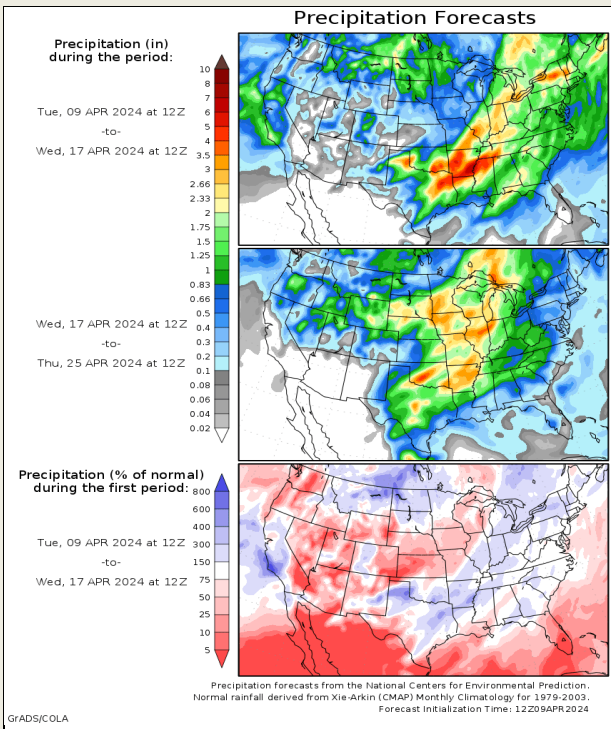 Precipitation Forecasts
Precipitation (in)
during the period:
Tue, 09 APR 2024 at 12Z
-to-
Wed, 17 APR 2024 at 12Z
Wed, 17 APR 2024 at 12Z
-to-
Thu, 25 APR 2024 at 12Z
10
8
7
6
5
4
3.5
3
2.66
2.33
2
1.75
1.5
1.25
1
0.83
0.66
0.5
0.4
0.3
0.2
0.1
0.08
0.06
0.04
0.02
Precipitation (% of normal)
during the first period:
Tue, 09 APR 2024 at 12Z
-to-
Wed, 17 APR 2024 at 12Z
800
600
400
300
150
75
50
25
10
5
Precipitation forecasts from the National Centers for Environmental Prediction.
Normal rainfall derived from Xie-Arkin (CMAP) Monthly Climatology for 1979-2003.
Forecast Initialization Time: 12Z09APR2024
GrADS/COLA